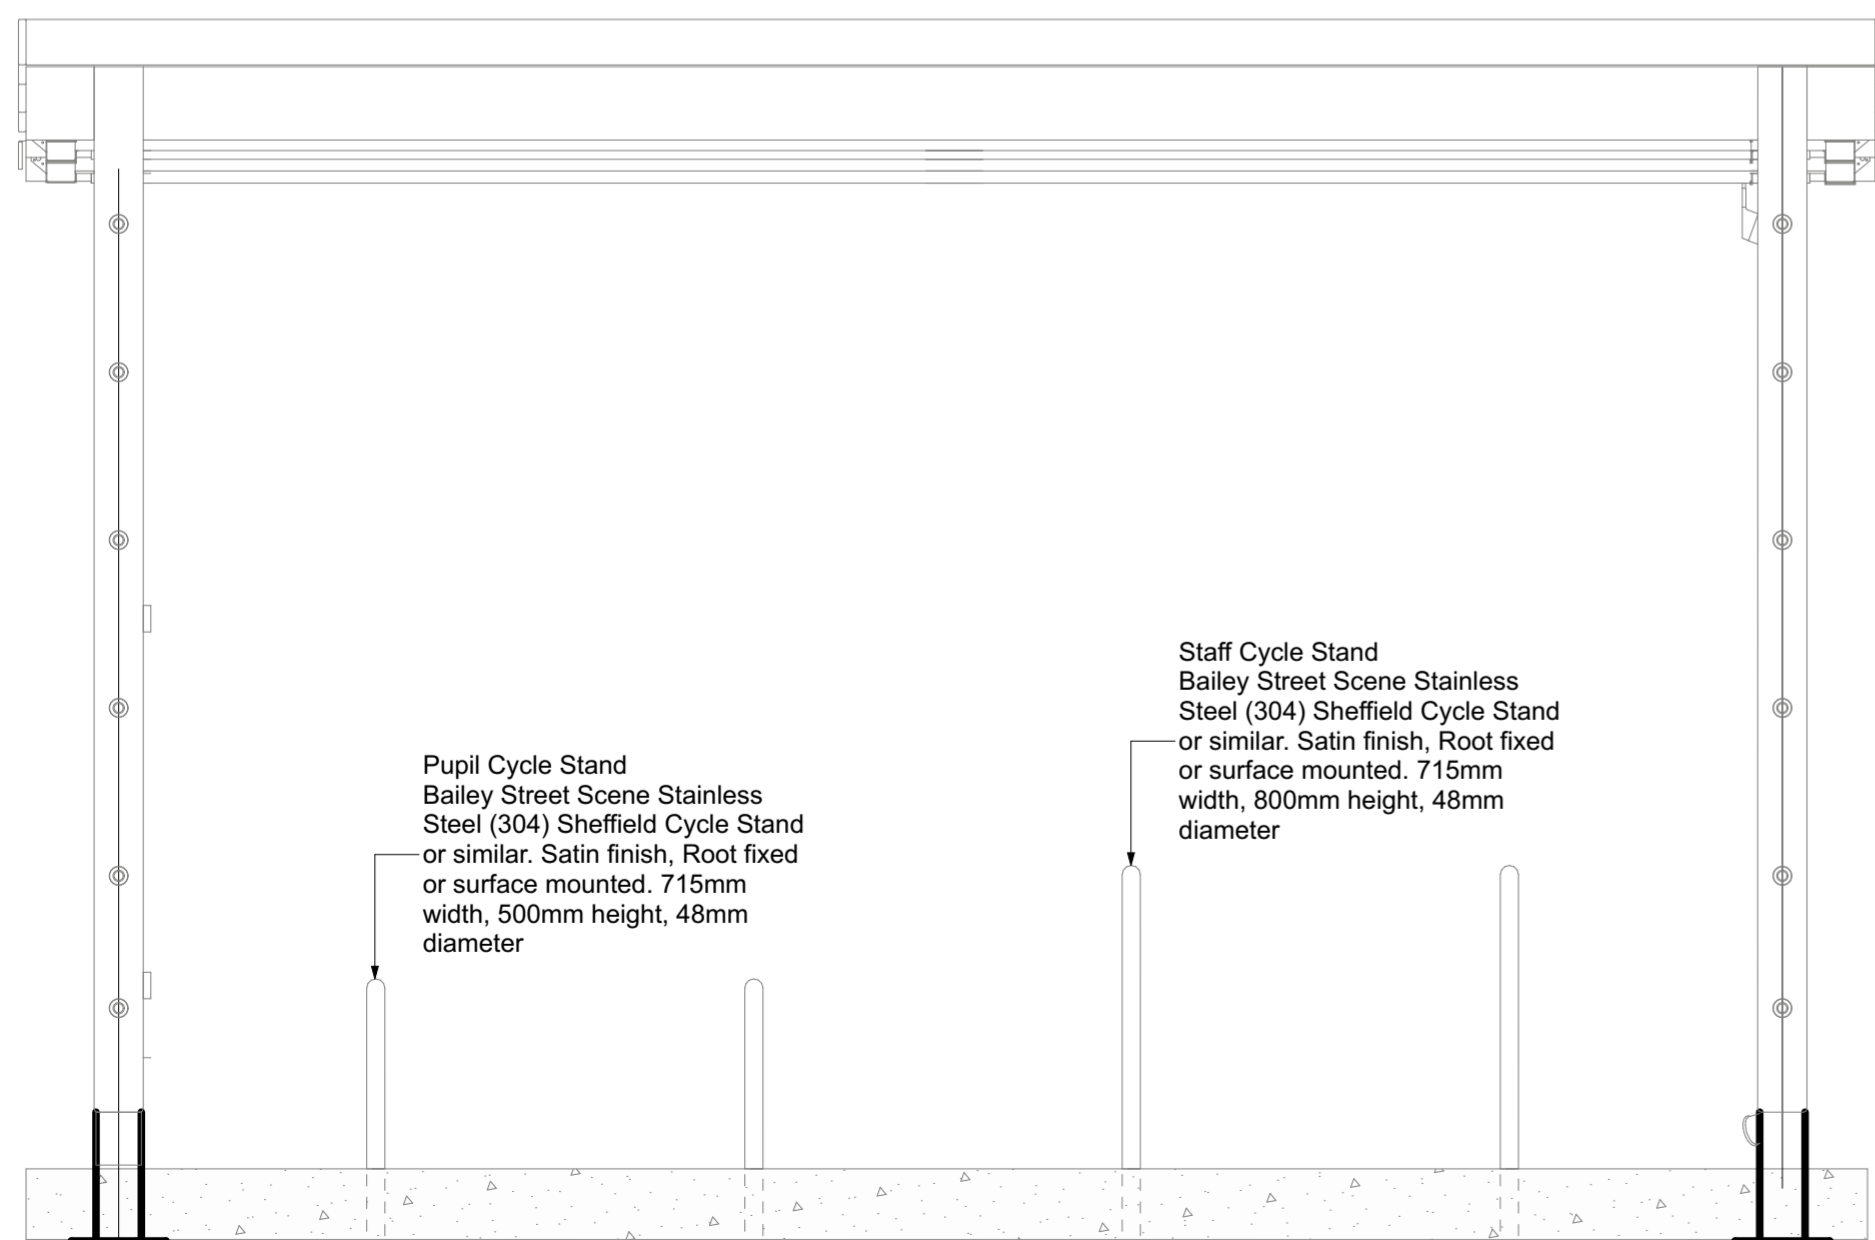 Staff Cycle Stand
Bailey Street Scene Stainless
Steel (304) Sheffield Cycle Stand
or similar. Satin finish, Root fixed
or surface mounted. 715mm
width, 800mm height, 48mm
diameter
Pupil Cycle Stand
Bailey Street Scene Stainless
Steel (304) Sheffield Cycle Stand
or similar. Satin finish, Root fixed
or surface mounted. 715mm
width, 500mm height, 48mm
diameter